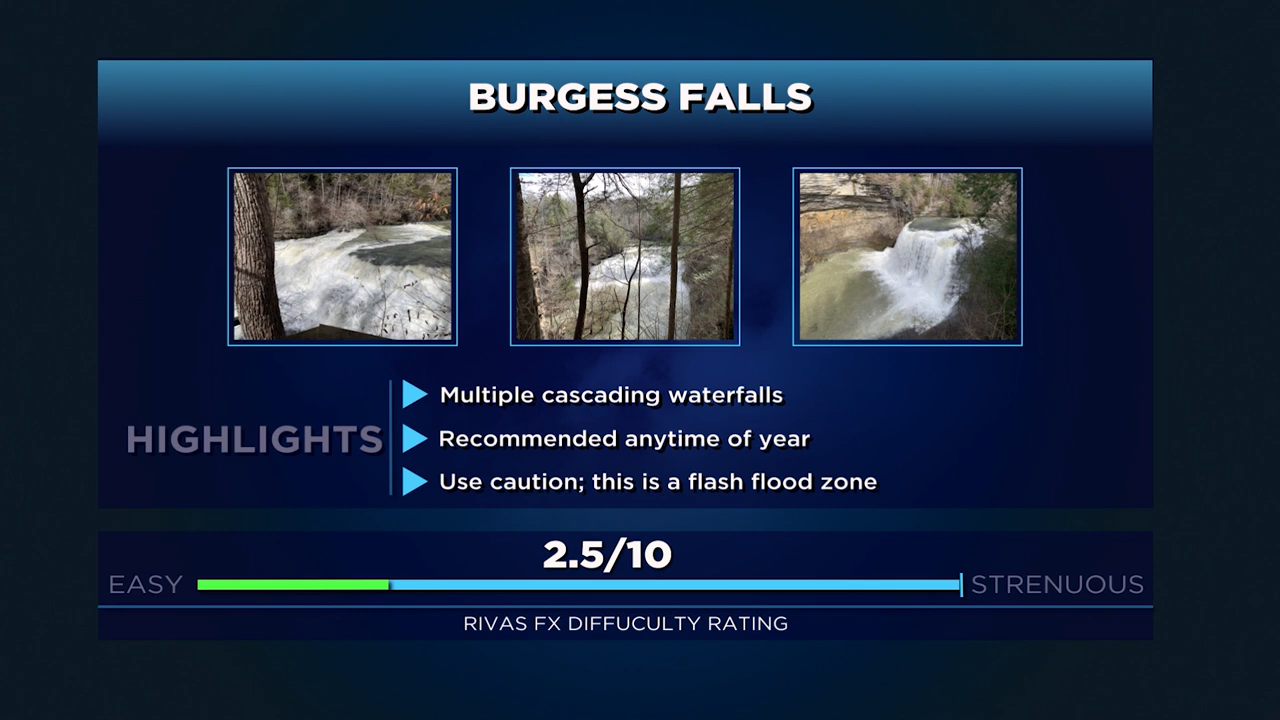 BURGESS FALLS
HIGHLIGHTS
Multiple cascading waterfalls
Recommended anytime of year
Use caution; this is a flash flood zone
2.5/10
EASY
STRENUOUS
RIVAS FX DIFFUCULTY RATING